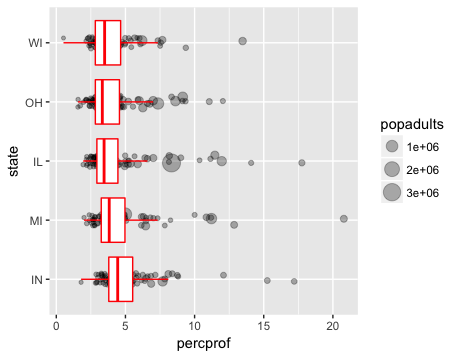 WI
OH
IL
MI
IN
state
0
5
10
15
20
percprof
popadults
1e+06
2e+06
3e+06